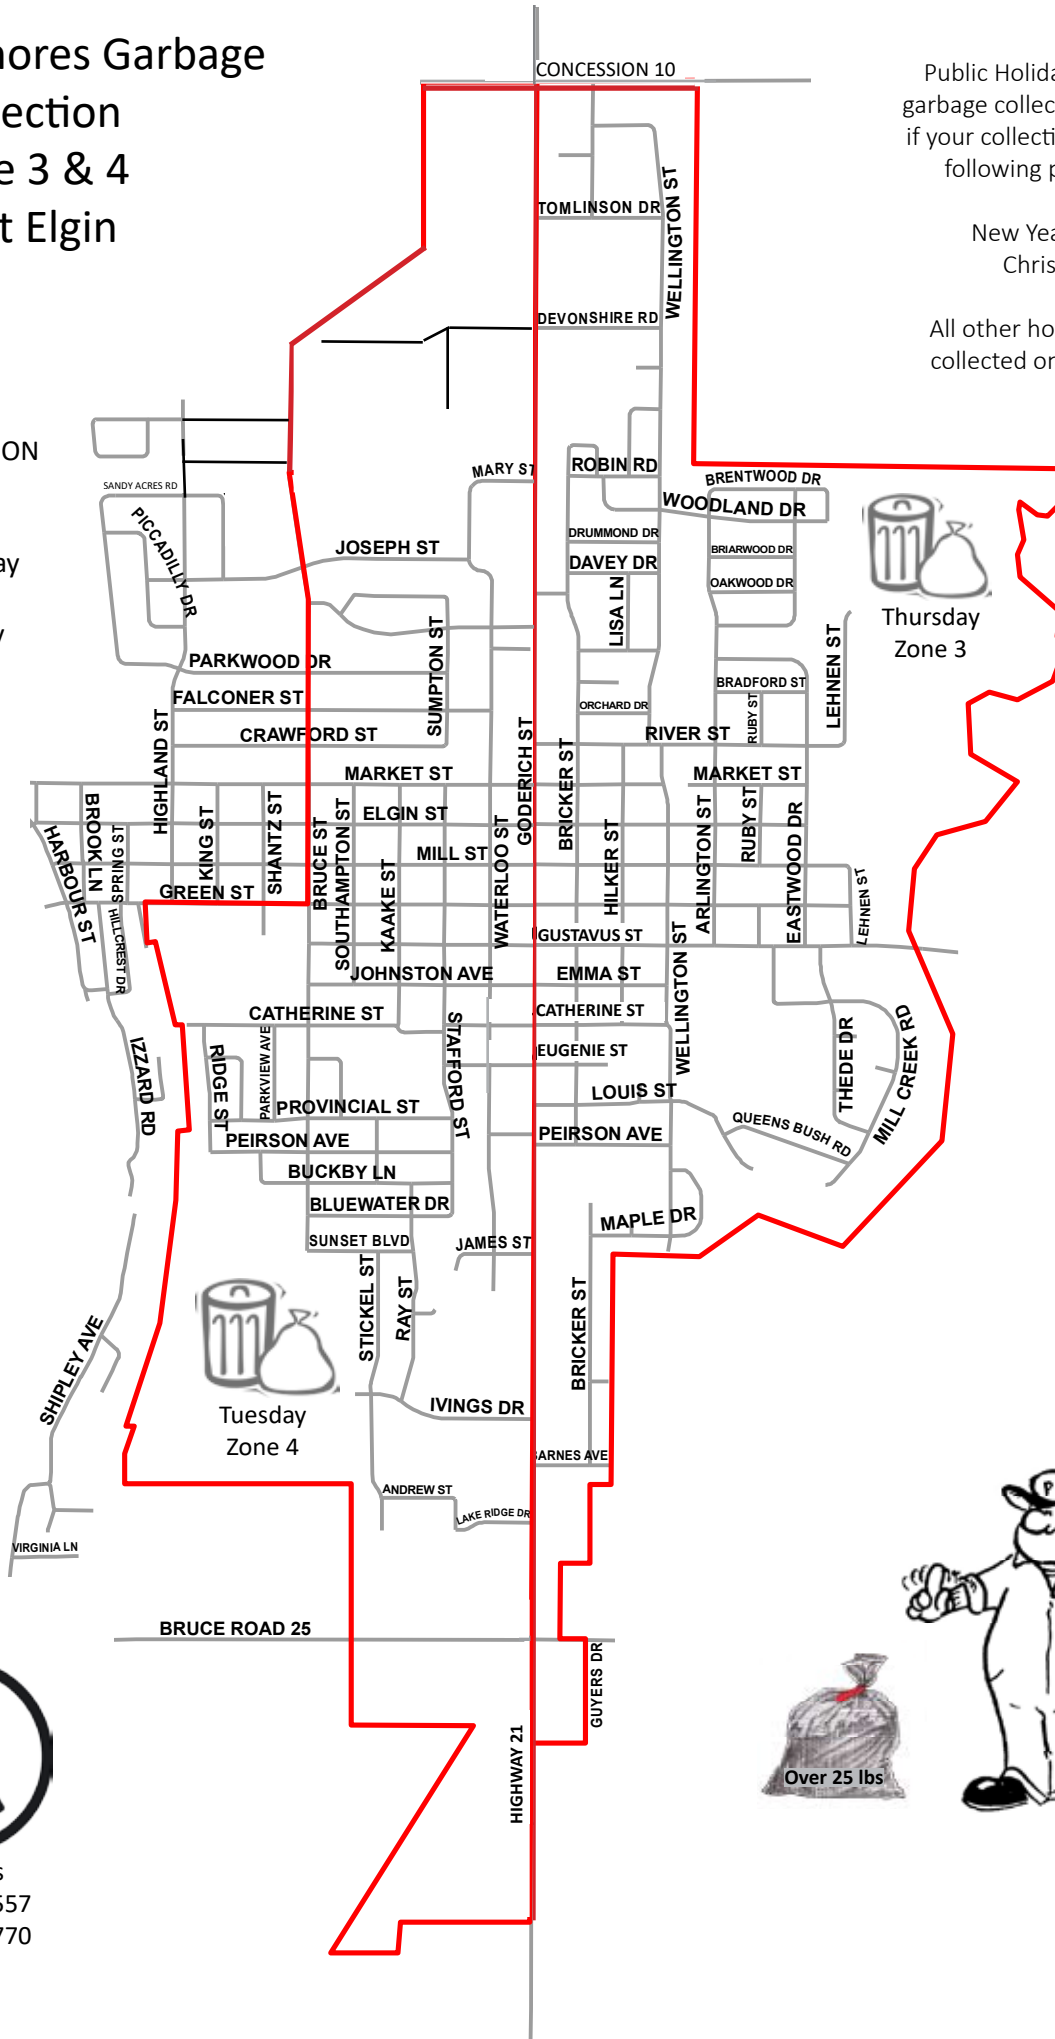 hores Garbage
ection
e 3 & 4
t Elgin
Public Holida
garbage collec
if your collecti
following p
New Yea
Chris
All other ho
collected or
ON
ay
y
CONCESSION 10
TOMLINSON DR
WELLINGTON ST
DEVONSHIRE RD
MARY ST
ROBIN RD
BRENTWOOD DR
WOODLAND DR
SANDY ACRES RD
PICCADILLY DR
JOSEPH ST
DRUMMOND DR
DAVEY DR
LISA LN
BRIARWOOD DR
OAKWOOD DR
Thursday
Zone 3
PARKWOOD DR
SUMPTON ST
FALCONER ST
CRAWFORD ST
BRADFORD ST
RUBY ST
LEHNEN ST
ORCHARD DR
RIVER ST
HIGHLAND ST
GODERICH ST
BRICKER ST
MARKET ST
MARKET ST
ELGIN ST
MILL ST
HARBOUR ST
BROOK LN
SPRING ST
KING ST
SHANTZ ST
BRUCE ST
SOUTHAMPTON ST
KAAKE ST
WATERLOO ST
HILKER ST
ARLINGTON ST
RUBY ST
EASTWOOD DR
LEHNEN ST
GREEN ST
HILLCREST DR
GUSTAVUS ST
JOHNSTON AVE
EMMA ST
WELLINGTON ST
CATHERINE ST
CATHERINE ST
STAFFORD ST
EUGENIE ST
IZZARD RD
RIDGE ST
PARKVIEW AVE
PROVINCIAL ST
LOUIS ST
THEDE DR
MILL CREEK RD
QUEENS BUSH RD
PEIRSON AVE
PEIRSON AVE
BUCKBY LN
BLUEWATER DR
MAPLE DR
SUNSET BLVD
JAMES ST
STICKEL ST
RAY ST
BRICKER ST
SHIPLEY AVE
Tuesday
Zone 4
IVINGS DR
BARNES AVE
ANDREW ST
LAKE RIDGE DR
VIRGINIA LN
BRUCE ROAD 25
GUYERS DR
HIGHWAY 21
P
Over 25 lbs
s
557
770